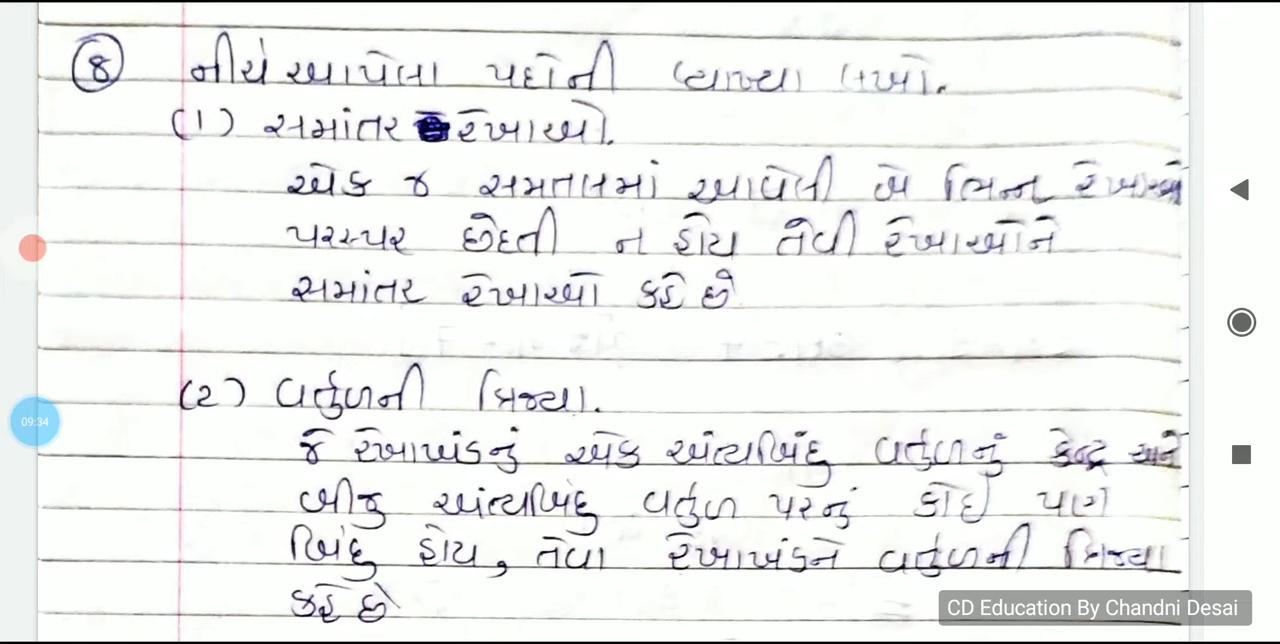 ૪ નીચે આપેલા પદોની વ્યાખ્યા લખો.
(1) સમાંતર રેખાઓ.
એક જ સમતલમાં આવેલી બે ભિન્ન રેખાઓ
પરસ્પર છેદતી ન હોય તેવી રેખાઓને
સમાંતર રેખાઓ કહે છે
(2) વર્તુળની ત્રિજ્યા.
09:34
જે રેખાખંડનું એક અંત્યબિંદુ વર્તુળનું કેન્દ્ર અને
બીજુ અંત્યબિંદુ વર્તુળ પરનું કોઈ પણ
બિંદુ હોય, તેવા રેખાખંડને વર્તુળની ત્રિજ્યા
કહે છે
CD Education By Chandni Desai